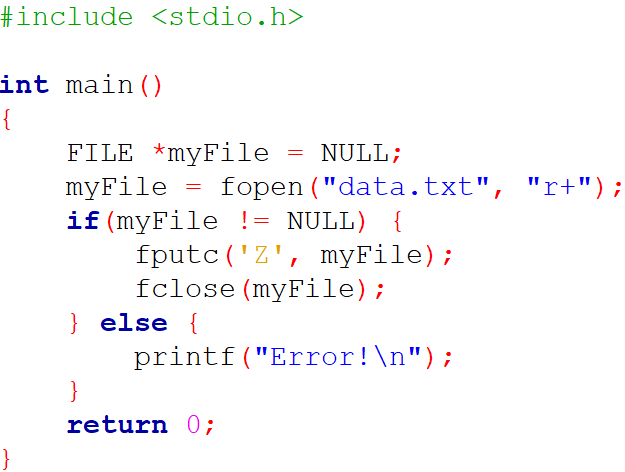 #include <stdio.h>

int main()
{
    FILE *myFile = NULL;
    myFile = fopen("data.txt", "r+");
    if(myFile != NULL) {
        fputc('Z', myFile);
        fclose(myFile);
    } else {
        printf("Error!\n");
    }
    return 0;
}